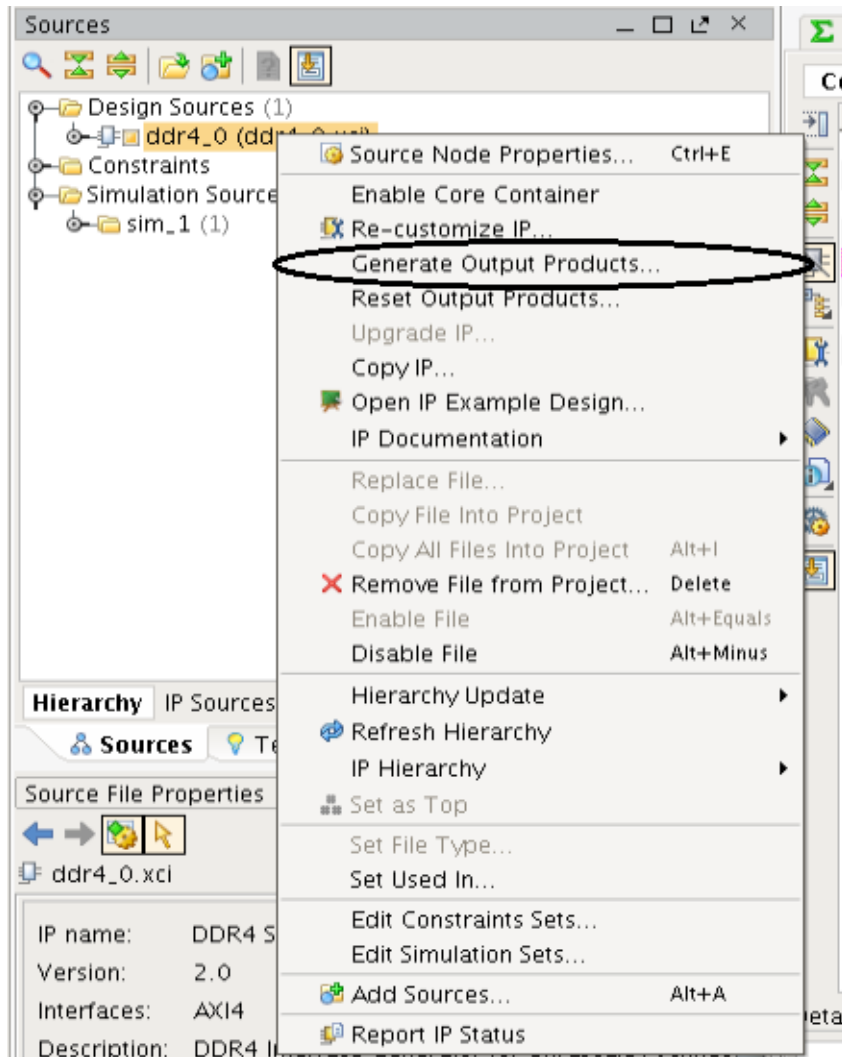 Sources
Design Sources (1)
ddr4_0 (ddr4_0.xci)
Constraints
Simulation Source
sim_1 (1)
Source Node Properties... Ctrl+E
Enable Core Container
Re-customize IP...
Generate Output Products...
Reset Output Products...
Upgrade IP...
Copy IP...
Open IP Example Design...
IP Documentation
Replace File...
Copy File Into Project
Copy All Files Into Project Alt+I
Remove File from Project... Delete
Enable File Alt+Equals
Disable File Alt+Minus
Hierarchy Update
Refresh Hierarchy
IP Hierarchy
Set as Top
Set File Type...
Set Used In...
Edit Constraints Sets...
Edit Simulation Sets...
Add Sources... Alt+A
Report IP Status
Hierarchy IP Sources
Sources Te
Source File Properties
ddr4_0.xci
IP name: DDR4 S
Version: 2.0
Interfaces: AXI4
Description: DDR4